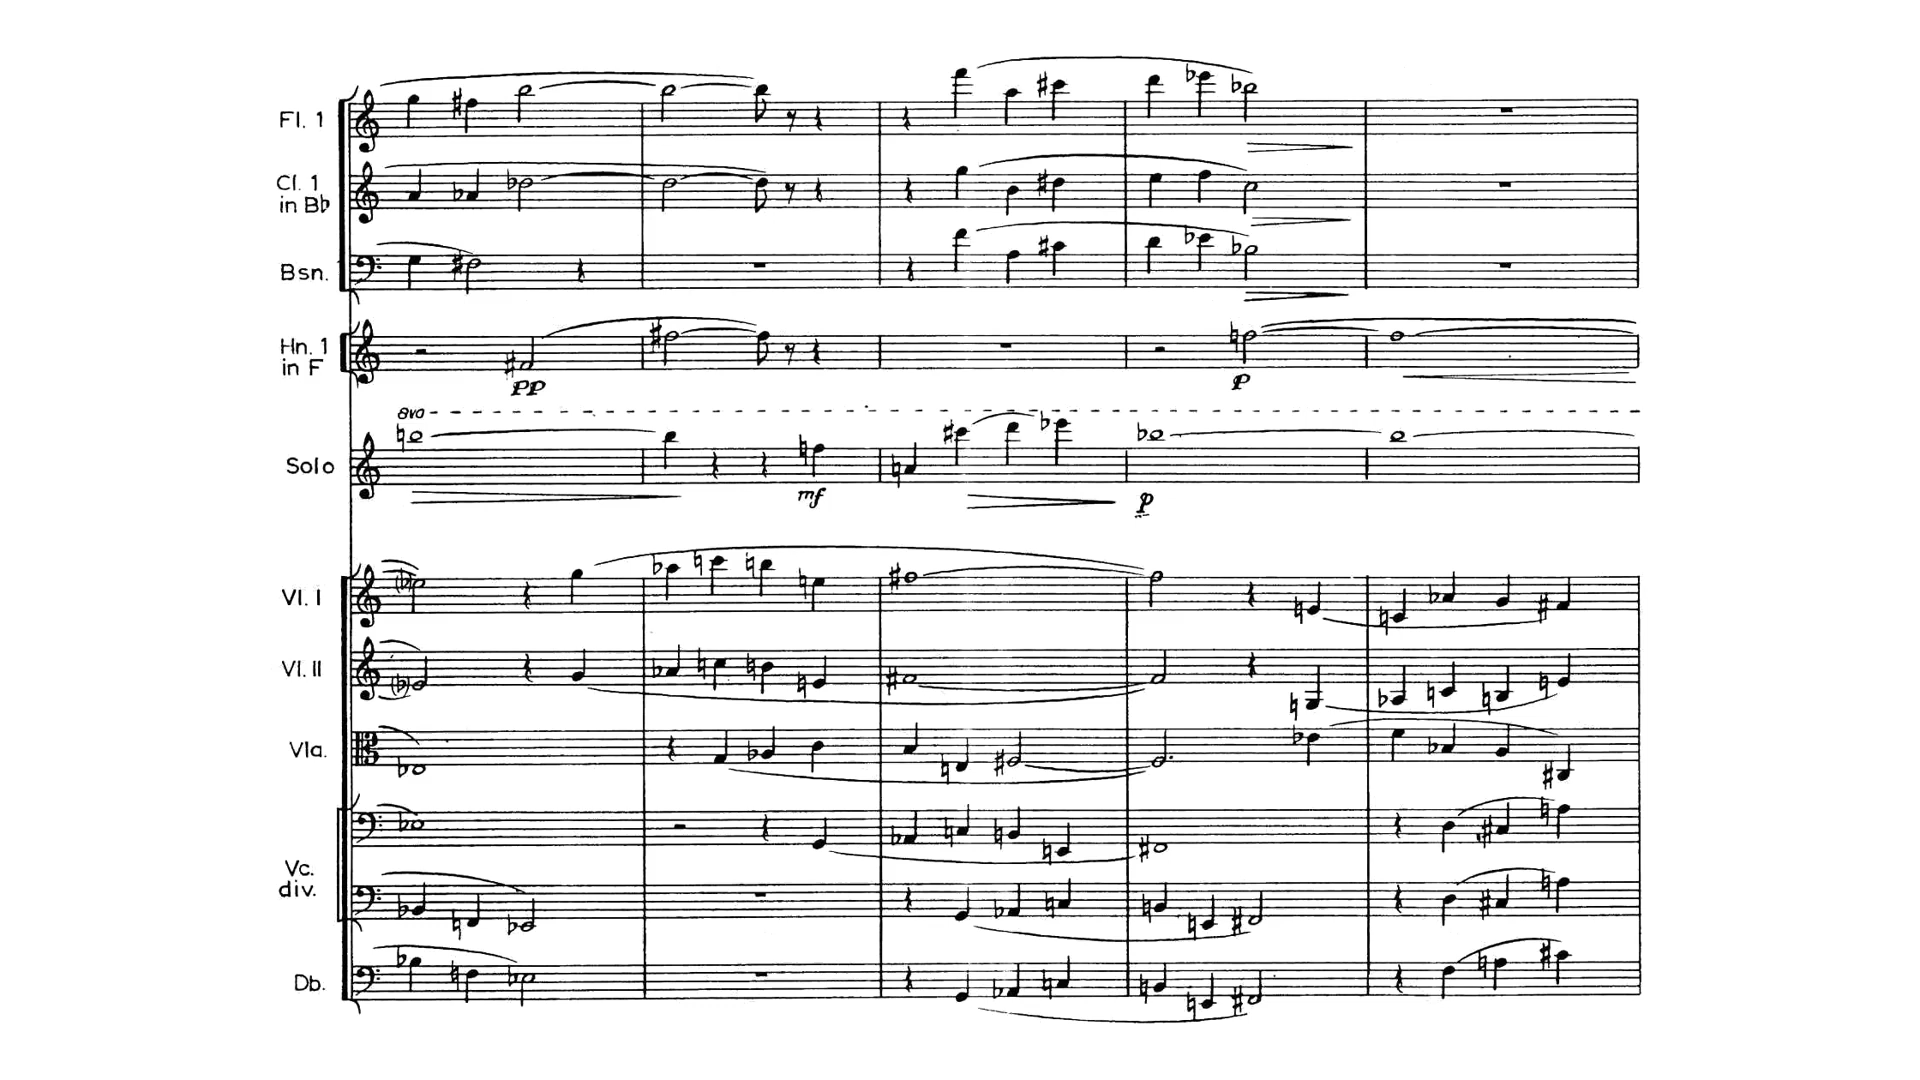 Fl. 1
Cl. 1
in B♭
Bsn.
Hn. 1
in F
pp
p
8va
Solo
mf
p
Vl. I
Vl. II
Vla.
Vc.
div.
Db.